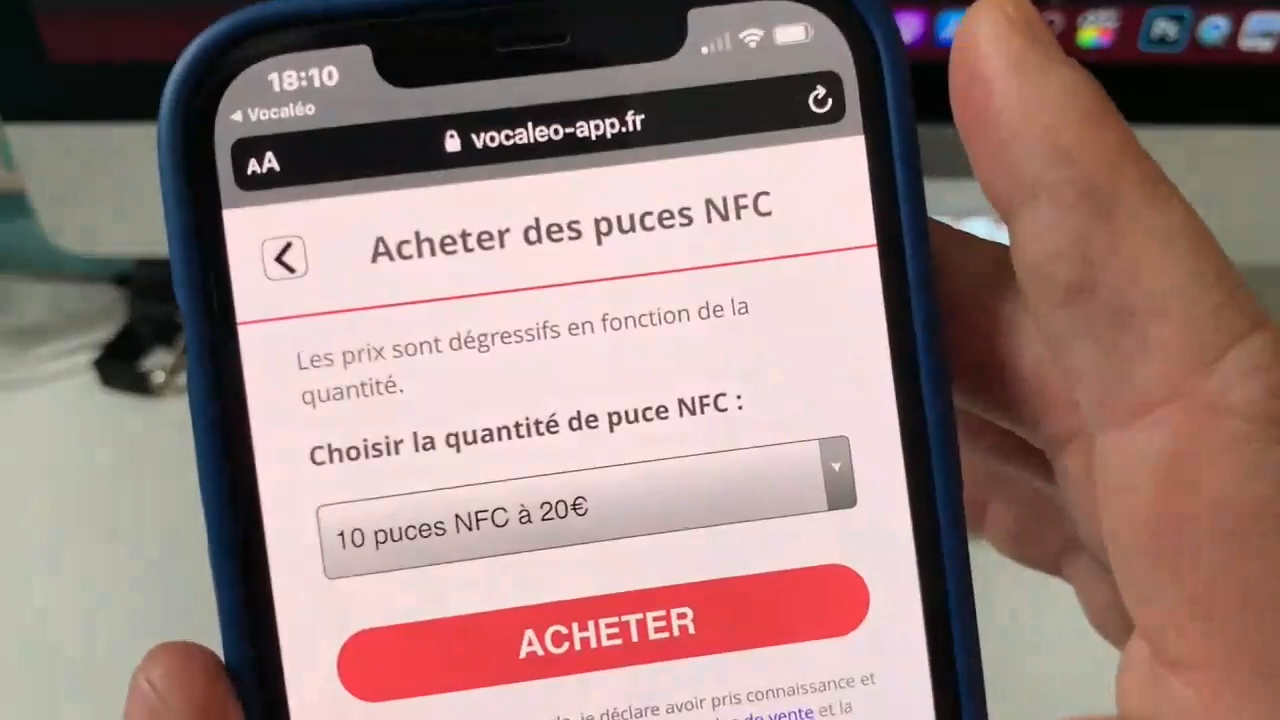 18:10
Vocaléo
AA
vocaleo-app.fr
Acheter des puces NFC
Les prix sont dégressifs en fonction de la
quantité.
Choisir la quantité de puce NFC :
10 puces NFC à 20€
ACHETER
je déclare avoir pris connaissance et
de vente et la
Ps